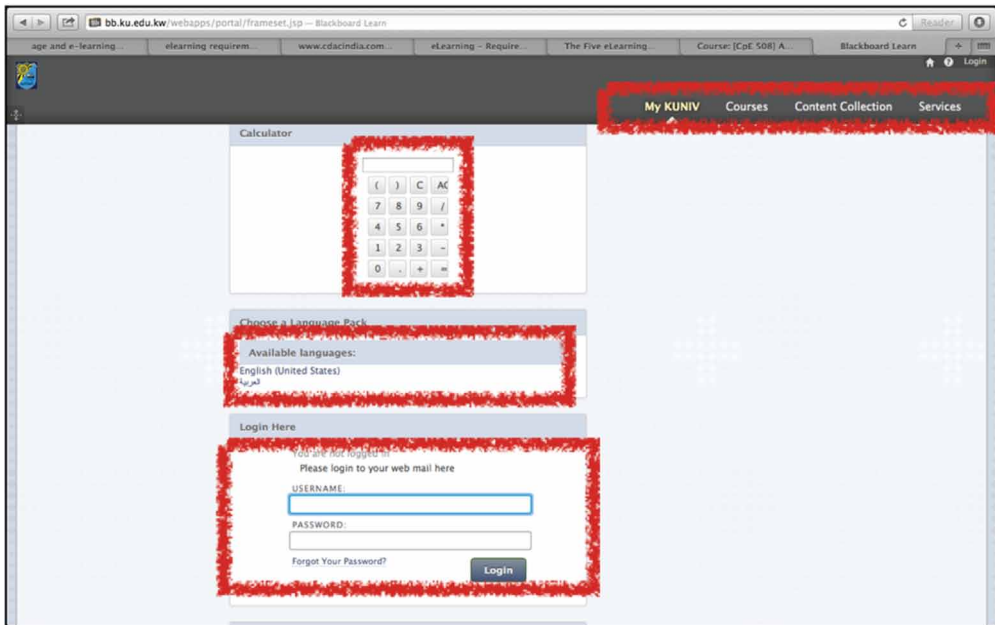 bb.ku.edu.kw/webapps/portal/frameset.jsp — Blackboard Learn
Reader
age and e-learning... elearning requirem... www.cdacindia.com... eLearning - Require... The Five eLearning... Course: [CpE 508] A... Blackboard Learn +
? Login
My KUNIV Courses Content Collection Services
Calculator
( ) C AC
7 8 9 /
4 5 6 *
1 2 3 -
0 . + =
Choose a Language Pack
Available languages:
English (United States)
العربية
Login Here
You are not logged in
Please login to your web mail here
USERNAME:
PASSWORD:
Forgot Your Password?
Login